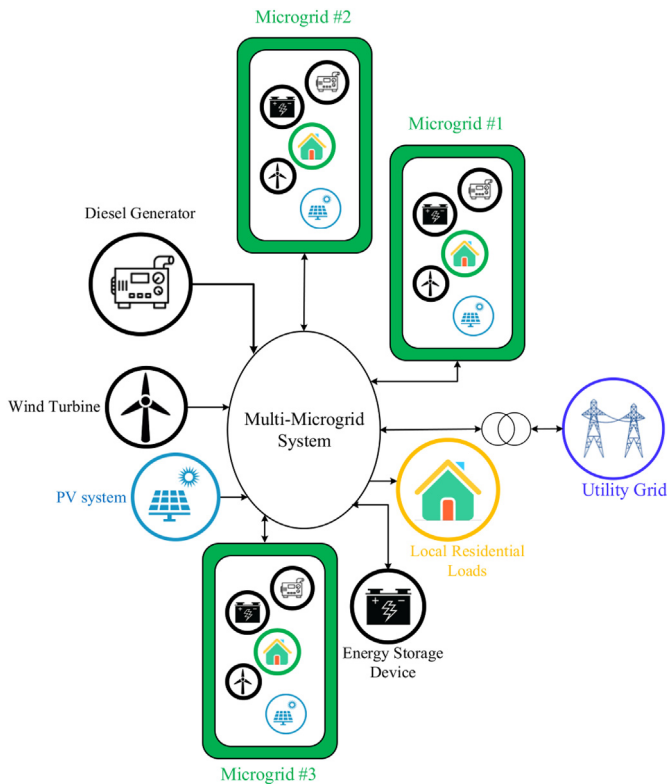 Microgrid #2
Microgrid #1
Diesel Generator
Wind Turbine
Multi-Microgrid
System
PV system
Utility Grid
Local Residential
Loads
Energy Storage
Device
Microgrid #3